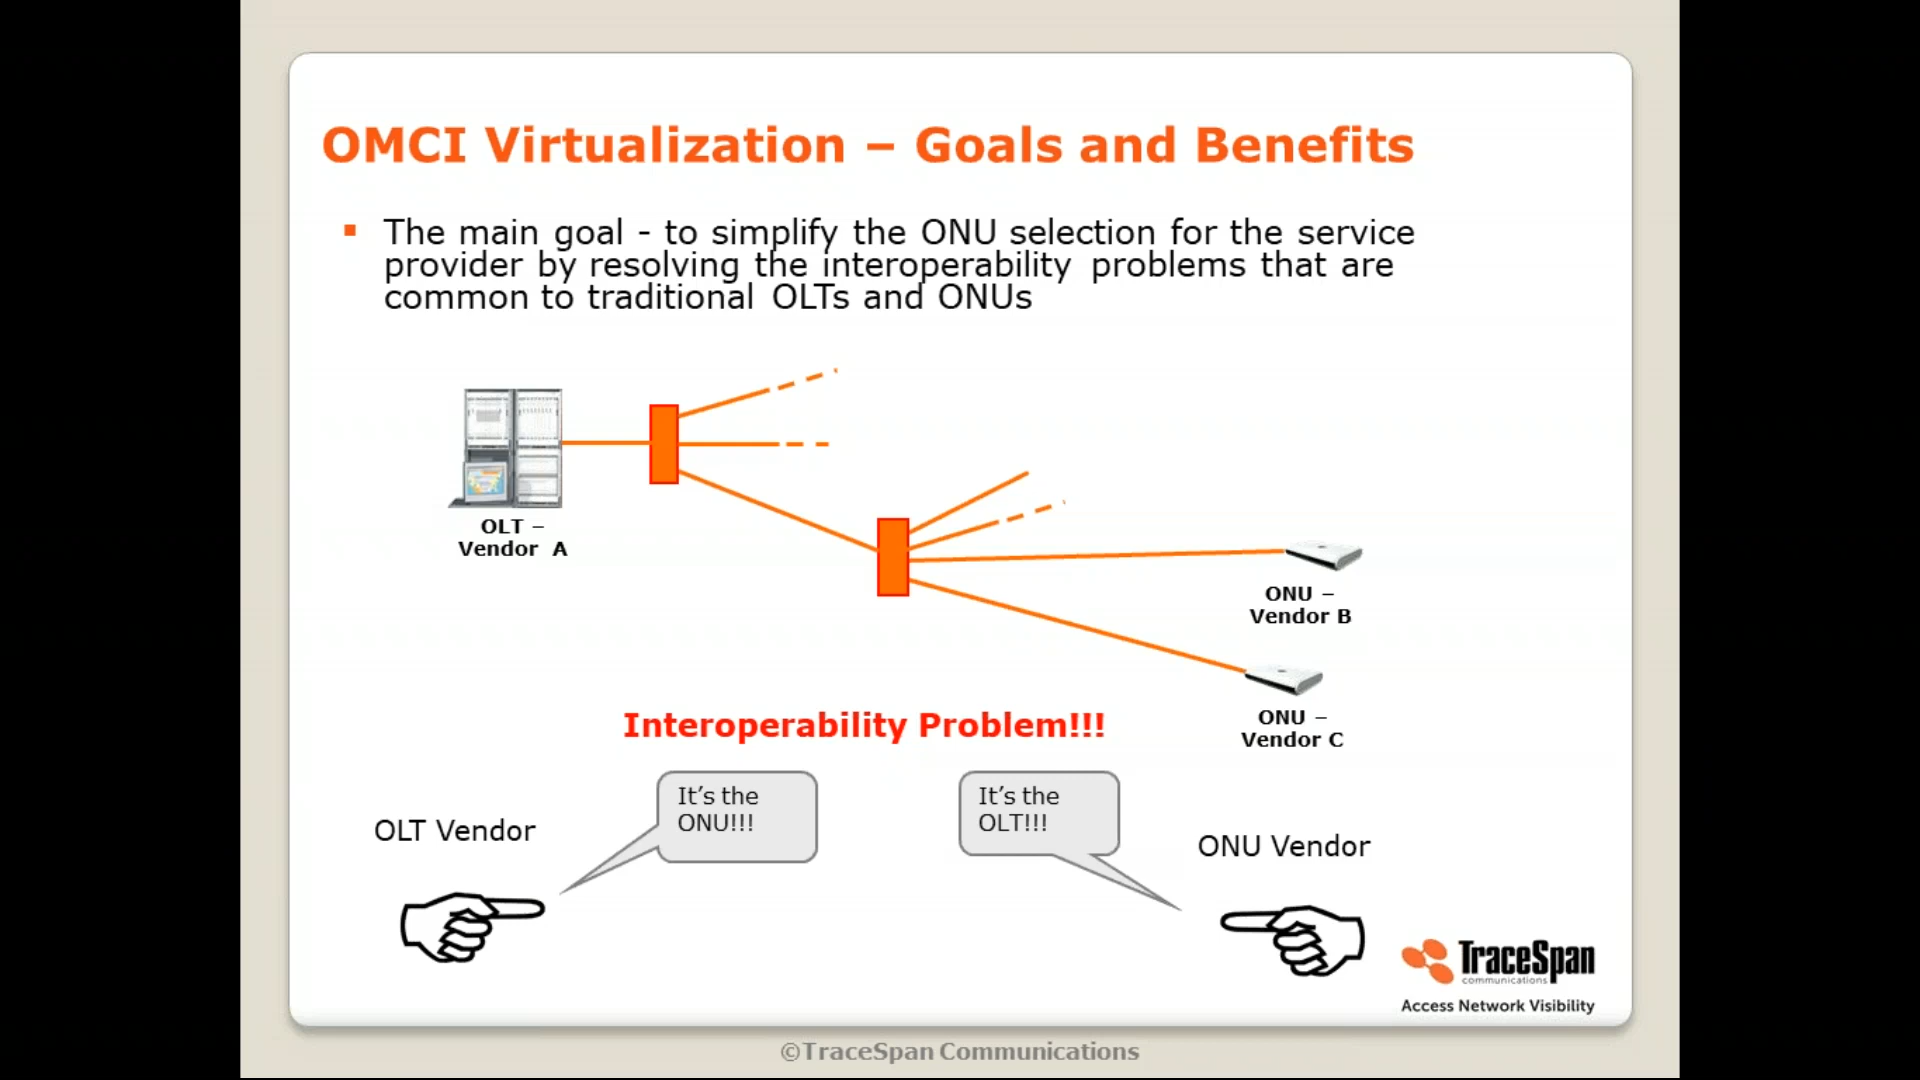 OMCI Virtualization – Goals and Benefits
▪ The main goal - to simplify the ONU selection for the service
provider by resolving the interoperability problems that are
common to traditional OLTs and ONUs
OLT –
Vendor A
ONU –
Vendor B
ONU –
Vendor C
Interoperability Problem!!!
OLT Vendor
It’s the
ONU!!!
It’s the
OLT!!!
ONU Vendor
TraceSpan
communications
Access Network Visibility
©TraceSpan Communications